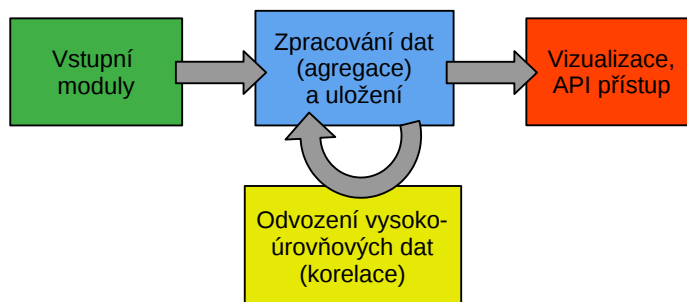 Vstupní
moduly
Zpracování dat
(agregace)
a uložení
Vizualizace,
API přístup
Odvození vysoko-
úrovňových dat
(korelace)